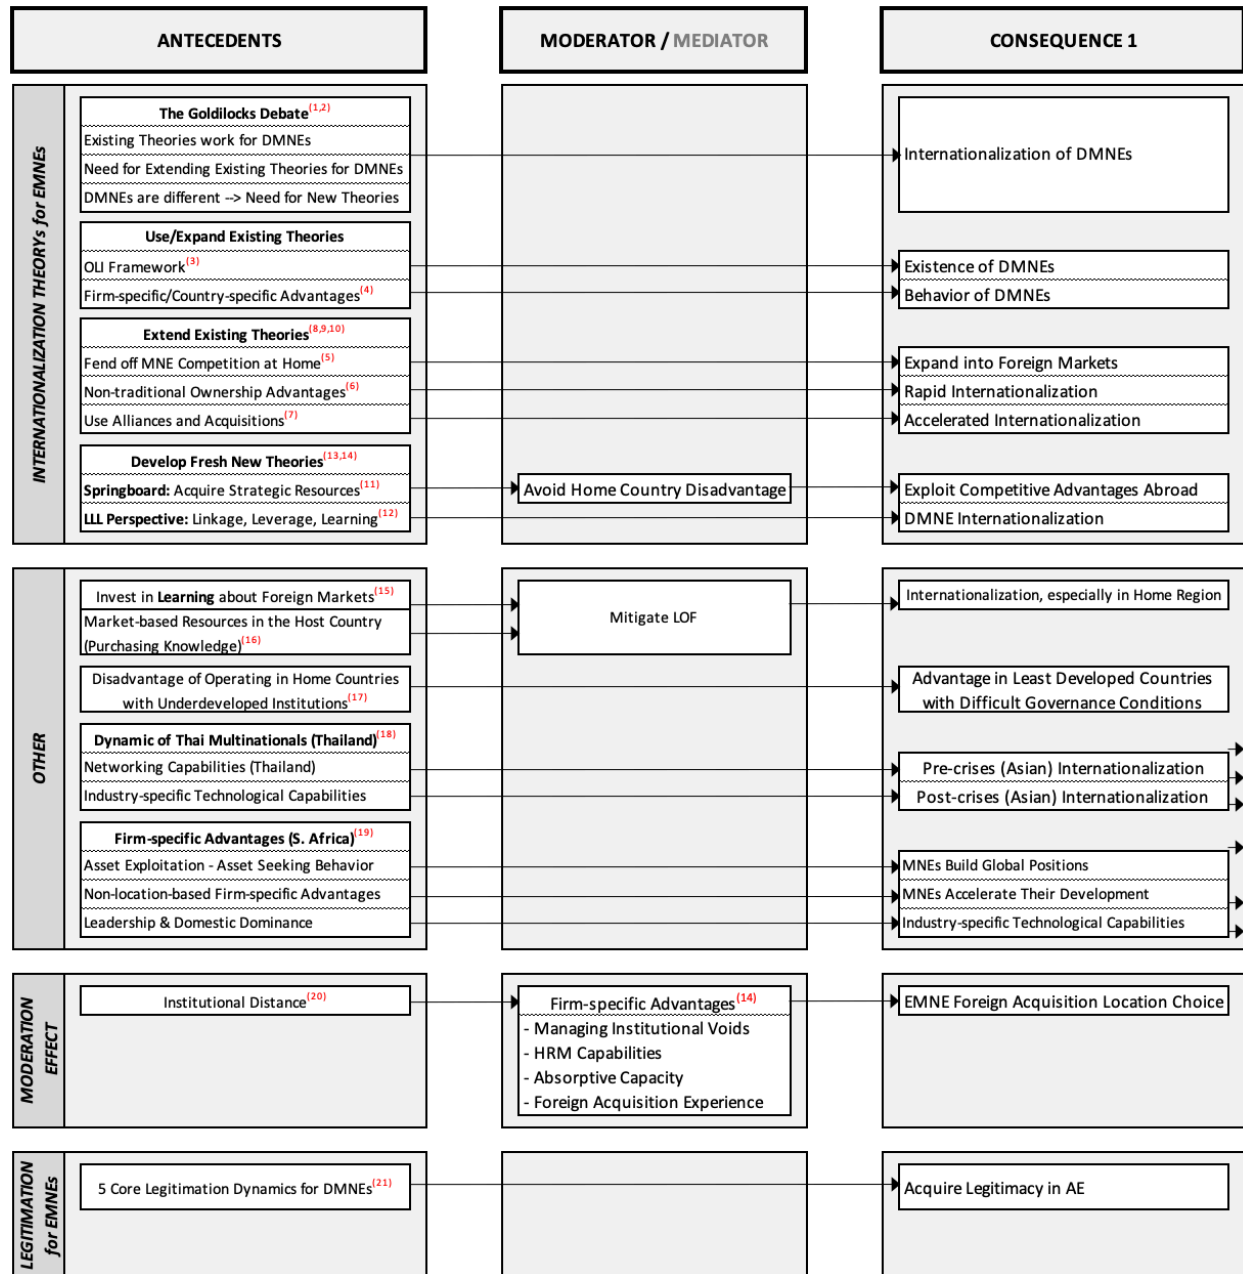 ANTECEDENTS
MODERATOR / MEDIATOR
CONSEQUENCE 1
INTERNATIONALIZATION THEORYs for EMNEs
The Goldilocks Debate(1,2)
Existing Theories work for DMNEs
Need for Extending Existing Theories for DMNEs
DMNEs are different --> Need for New Theories
Internationalization of DMNEs
Use/Expand Existing Theories
OLI Framework(3)
Existence of DMNEs
Firm-specific/Country-specific Advantages(4)
Behavior of DMNEs
Extend Existing Theories(8,9,10)
Fend off MNE Competition at Home(5)
Expand into Foreign Markets
Non-traditional Ownership Advantages(6)
Rapid Internationalization
Use Alliances and Acquisitions(7)
Accelerated Internationalization
Develop Fresh New Theories(13,14)
Springboard: Acquire Strategic Resources(11)
Avoid Home Country Disadvantage
Exploit Competitive Advantages Abroad
LLL Perspective: Linkage, Leverage, Learning(12)
DMNE Internationalization
OTHER
Invest in Learning about Foreign Markets(15)
Market-based Resources in the Host Country
(Purchasing Knowledge)(16)
Mitigate LOF
Internationalization, especially in Home Region
Disadvantage of Operating in Home Countries
with Underdeveloped Institutions(17)
Advantage in Least Developed Countries
with Difficult Governance Conditions
Dynamic of Thai Multinationals (Thailand)(18)
Networking Capabilities (Thailand)
Pre-crises (Asian) Internationalization
Industry-specific Technological Capabilities
Post-crises (Asian) Internationalization
Firm-specific Advantages (S. Africa)(19)
Asset Exploitation - Asset Seeking Behavior
MNEs Build Global Positions
Non-location-based Firm-specific Advantages
MNEs Accelerate Their Development
Leadership & Domestic Dominance
Industry-specific Technological Capabilities
MODERATION
EFFECT
Institutional Distance(20)
Firm-specific Advantages(14)
- Managing Institutional Voids
- HRM Capabilities
- Absorptive Capacity
- Foreign Acquisition Experience
EMNE Foreign Acquisition Location Choice
LEGITIMATION
for EMNEs
5 Core Legitimation Dynamics for DMNEs(21)
Acquire Legitimacy in AE